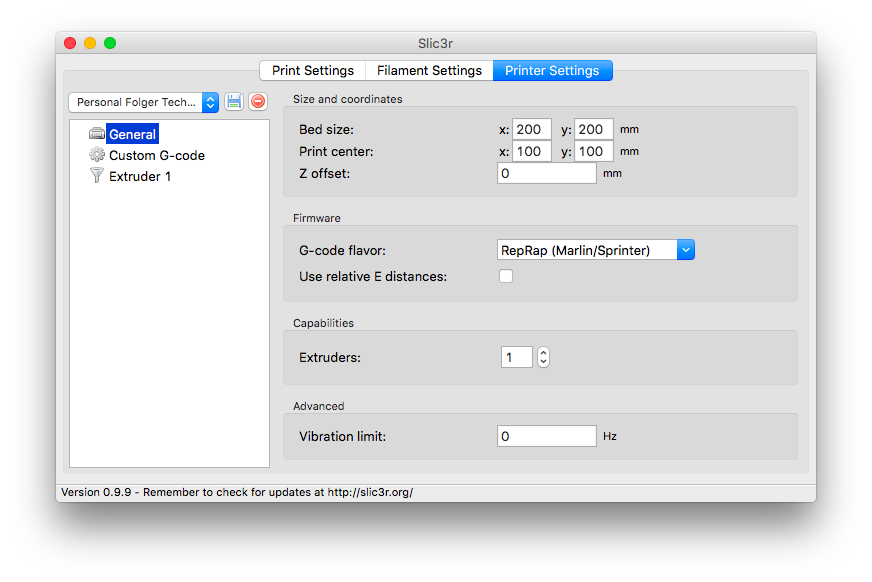 Slic3r
Print Settings Filament Settings Printer Settings
Personal Folger Tech...
General
Custom G-code
Extruder 1
Size and coordinates
Bed size: x: 200 y: 200 mm
Print center: x: 100 y: 100 mm
Z offset: 0 mm
Firmware
G-code flavor: RepRap (Marlin/Sprinter)
Use relative E distances:
Capabilities
Extruders: 1
Advanced
Vibration limit: 0 Hz
Version 0.9.9 - Remember to check for updates at http://slic3r.org/